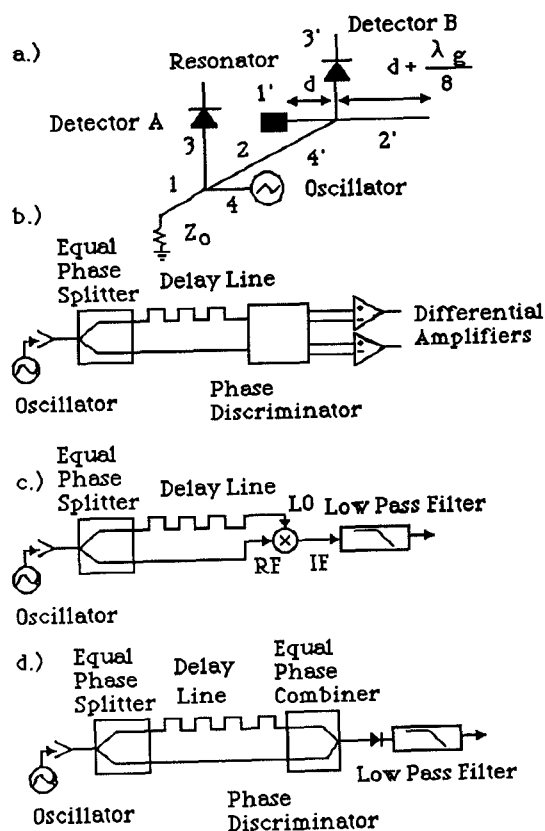 a.)
Detector B
3'
Resonator
d
d + λg/8
1'
Detector A
3
2
4'
2'
1
4
Oscillator
Z0
b.)
Equal
Phase
Splitter
Delay Line
Differential
Amplifiers
Oscillator
Phase
Discriminator
c.)
Equal
Phase
Splitter
Delay Line
LO
Low Pass Filter
RF
IF
Oscillator
d.)
Equal
Phase
Splitter
Delay
Line
Equal
Phase
Combiner
Low Pass Filter
Oscillator
Phase
Discriminator